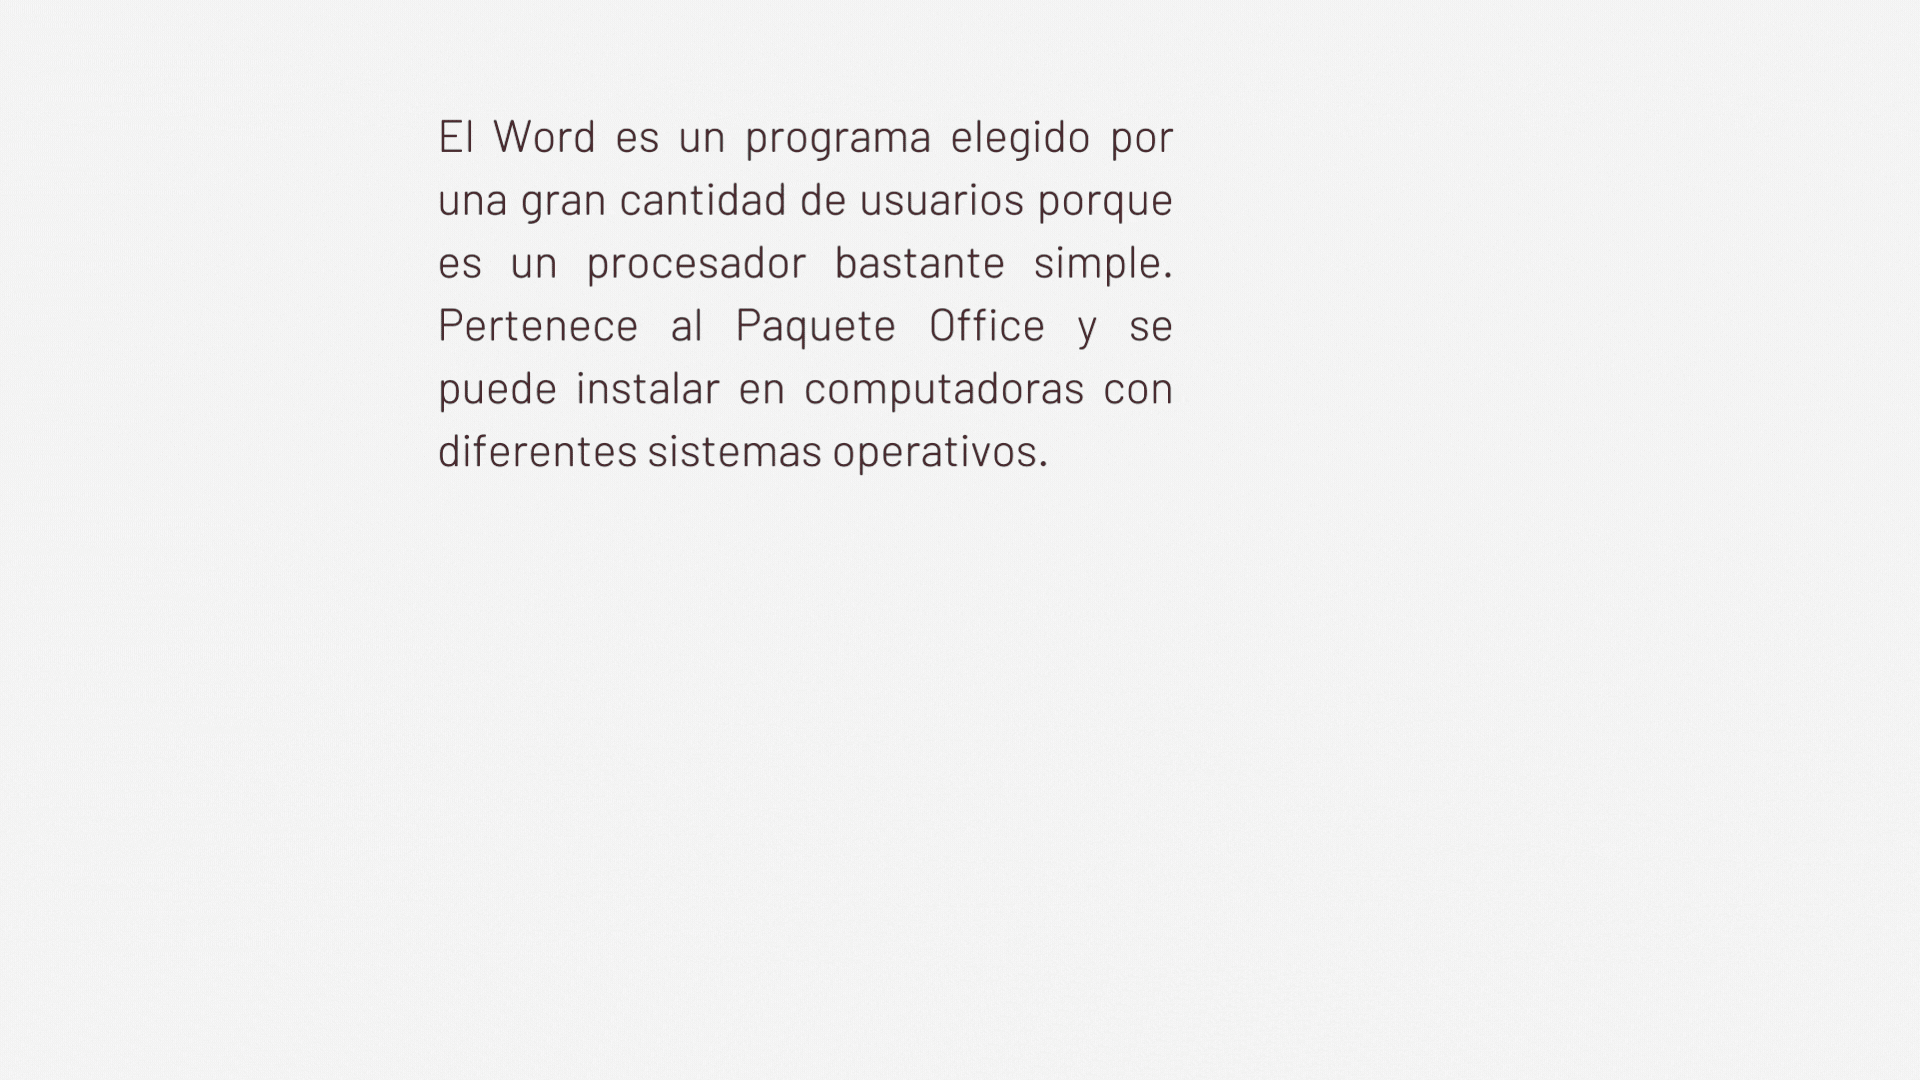 El Word es un programa elegido por
una gran cantidad de usuarios porque
es un procesador bastante simple.
Pertenece al Paquete Office y se
puede instalar en computadoras con
diferentes sistemas operativos.